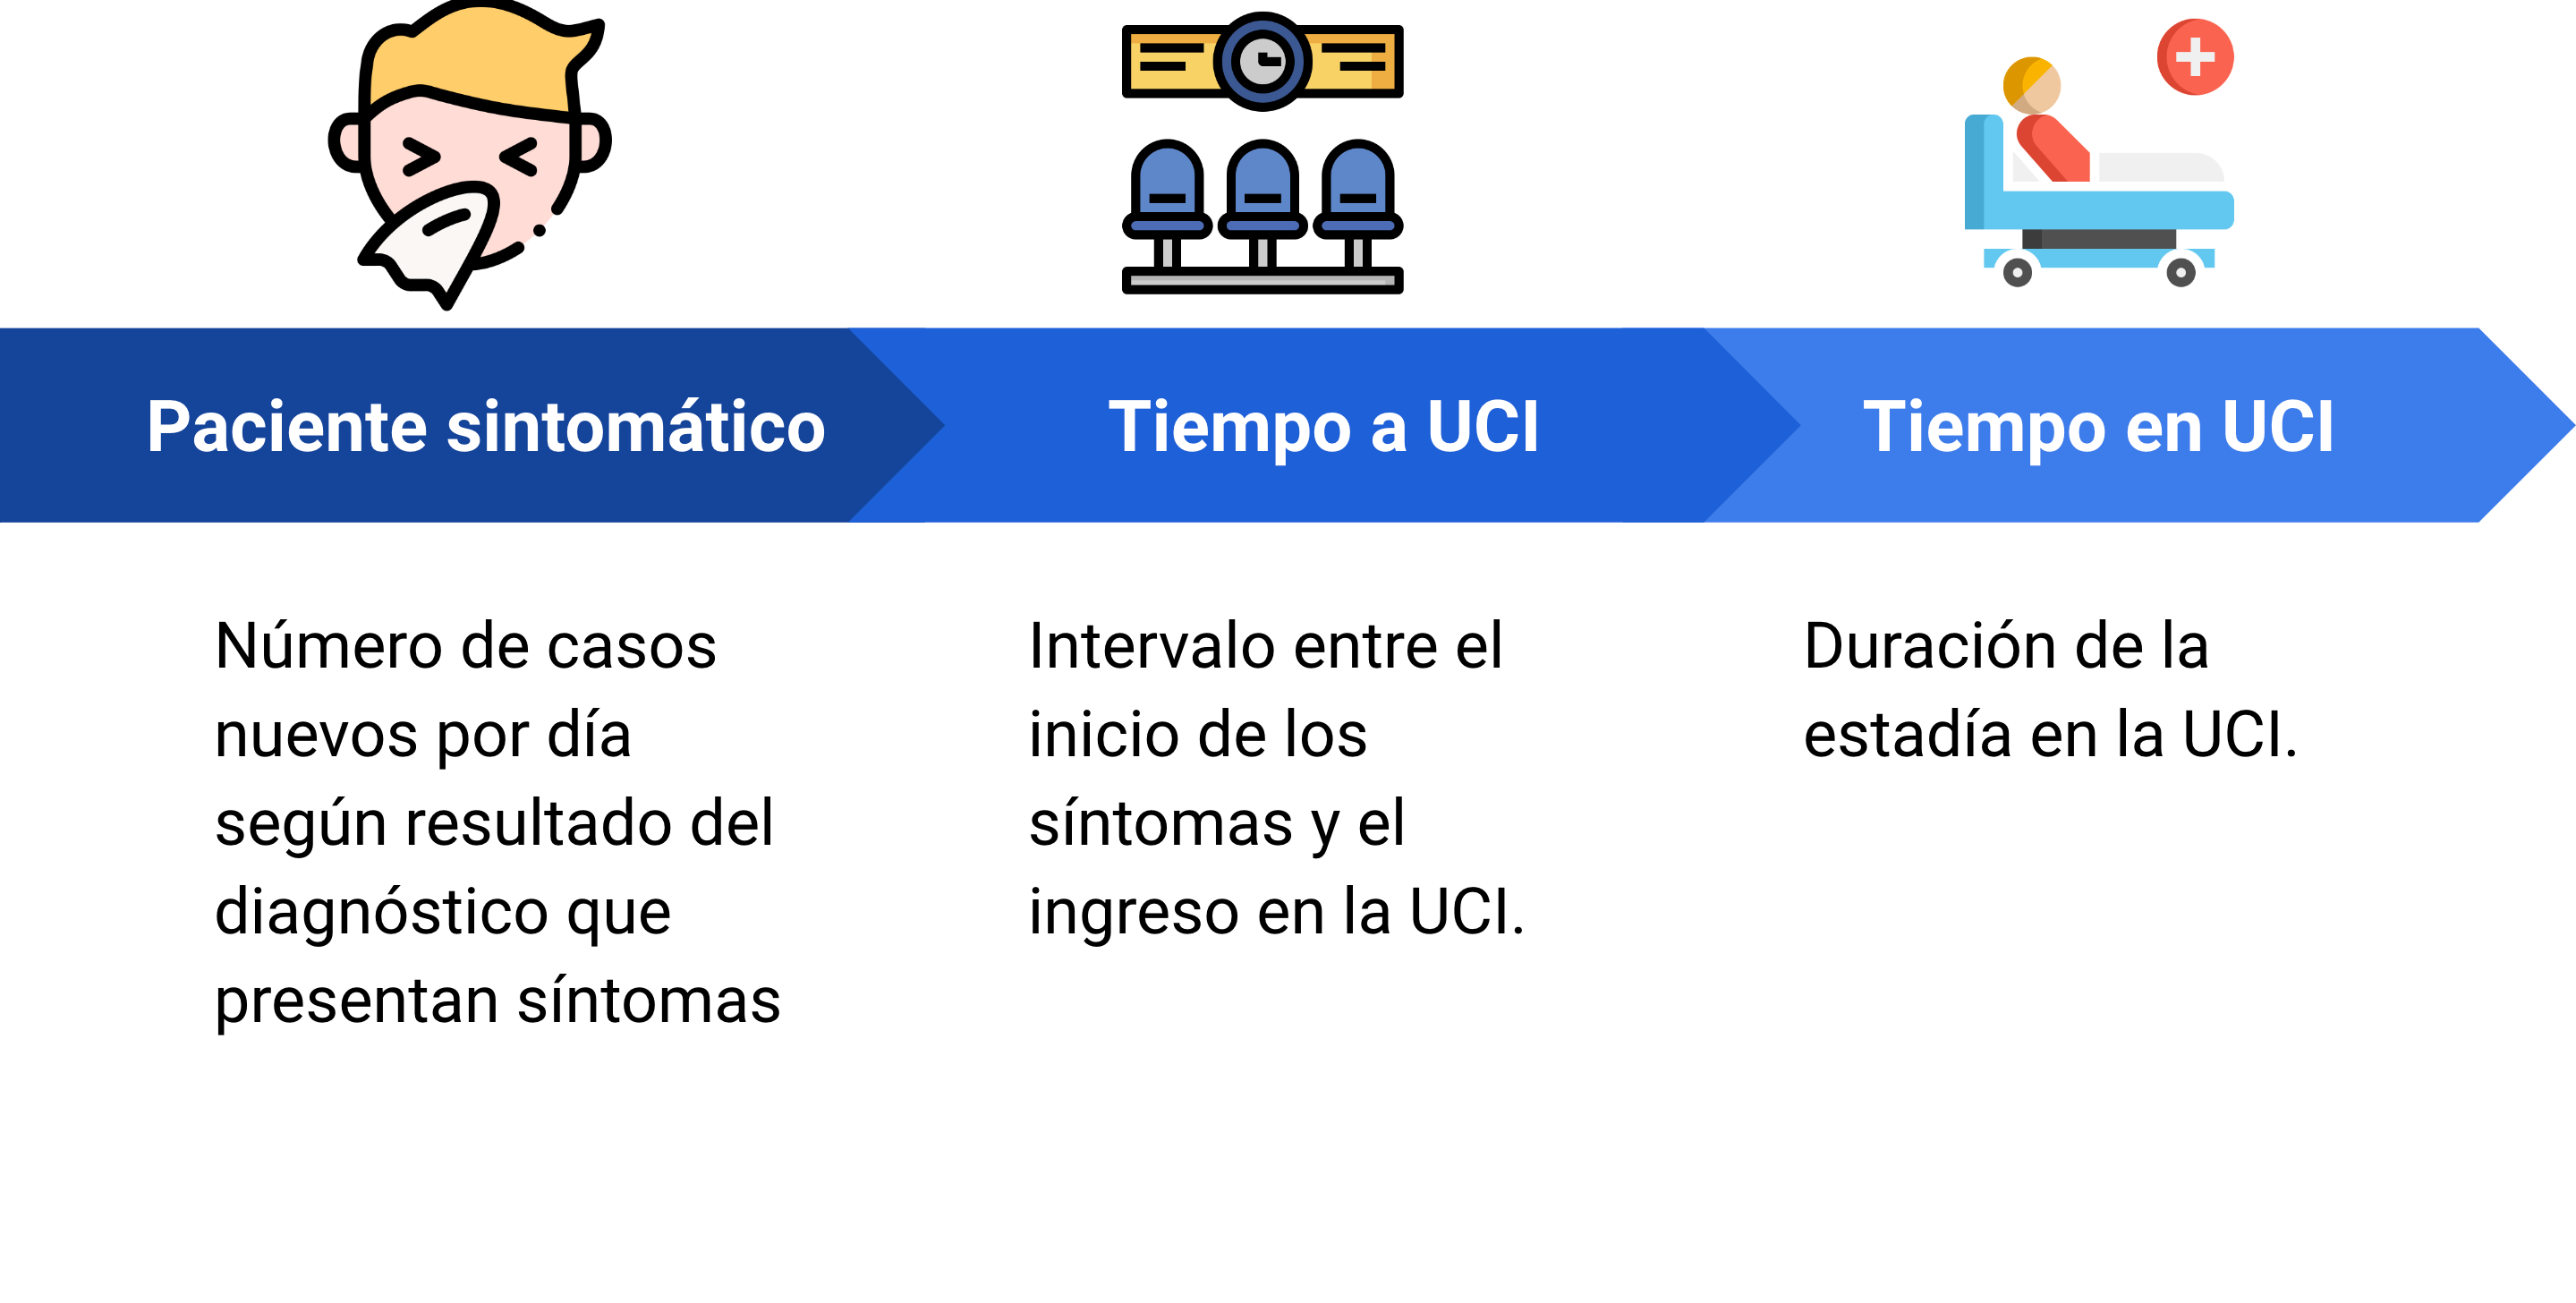 Paciente sintomático
Tiempo a UCI
Tiempo en UCI
Número de casos
nuevos por día
según resultado del
diagnóstico que
presentan síntomas
Intervalo entre el
inicio de los
síntomas y el
ingreso en la UCI.
Duración de la
estadía en la UCI.